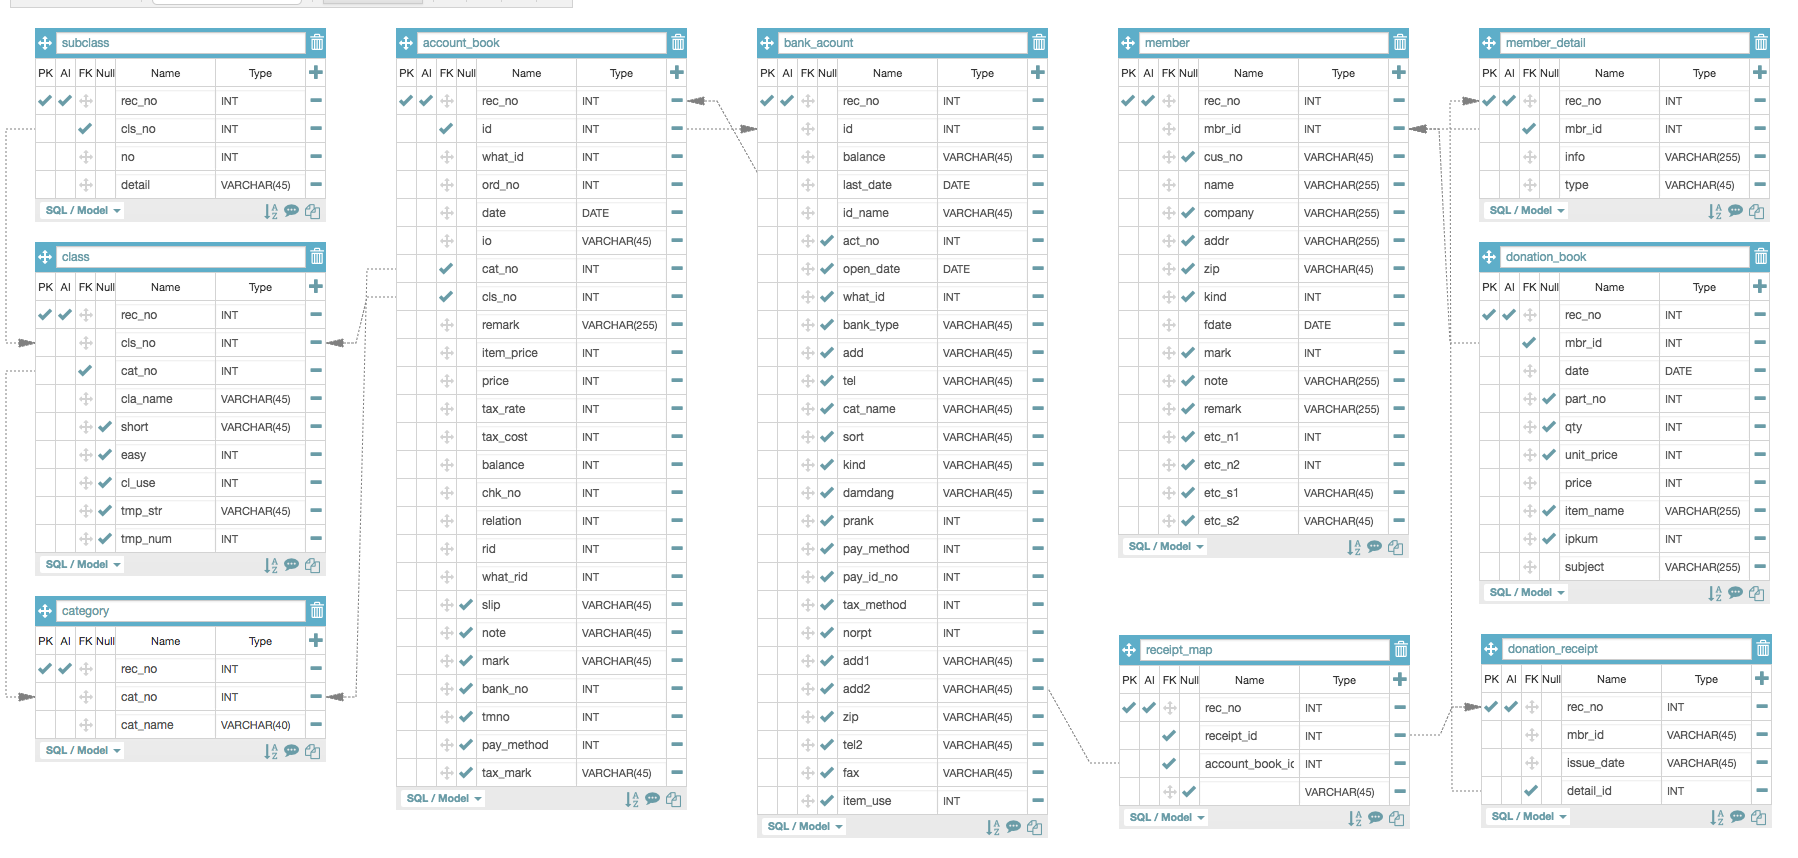 subclass
PK AI FK Null Name Type
rec_no INT
cls_no INT
no INT
detail VARCHAR(45)
SQL / Model
class
PK AI FK Null Name Type
rec_no INT
cls_no INT
cat_no INT
cla_name VARCHAR(45)
short VARCHAR(45)
easy INT
cl_use INT
tmp_str VARCHAR(45)
tmp_num INT
SQL / Model
category
PK AI FK Null Name Type
rec_no INT
cat_no INT
cat_name VARCHAR(40)
SQL / Model
account_book
PK AI FK Null Name Type
rec_no INT
id INT
what_id INT
ord_no INT
date DATE
io VARCHAR(45)
cat_no INT
cls_no INT
remark VARCHAR(255)
item_price INT
price INT
tax_rate INT
tax_cost INT
balance INT
chk_no INT
relation INT
rid INT
what_rid INT
slip VARCHAR(45)
note VARCHAR(45)
mark VARCHAR(45)
bank_no INT
tmno INT
pay_method INT
tax_mark VARCHAR(45)
SQL / Model
bank_acount
PK AI FK Null Name Type
rec_no INT
id INT
balance VARCHAR(45)
last_date DATE
id_name VARCHAR(45)
act_no INT
open_date DATE
what_id INT
bank_type VARCHAR(45)
add VARCHAR(45)
tel VARCHAR(45)
cat_name VARCHAR(45)
sort VARCHAR(45)
kind VARCHAR(45)
damdang VARCHAR(45)
prank INT
pay_method INT
pay_id_no INT
tax_method INT
norpt INT
add1 VARCHAR(45)
add2 VARCHAR(45)
zip VARCHAR(45)
tel2 VARCHAR(45)
fax VARCHAR(45)
item_use INT
SQL / Model
member
PK AI FK Null Name Type
rec_no INT
mbr_id INT
cus_no VARCHAR(45)
name VARCHAR(255)
company VARCHAR(255)
addr VARCHAR(255)
zip VARCHAR(45)
kind INT
fdate DATE
mark INT
note VARCHAR(255)
remark VARCHAR(255)
etc_n1 INT
etc_n2 INT
etc_s1 VARCHAR(45)
etc_s2 VARCHAR(45)
SQL / Model
receipt_map
PK AI FK Null Name Type
rec_no INT
receipt_id INT
account_book_ic INT
VARCHAR(45)
SQL / Model
member_detail
PK AI FK Null Name Type
rec_no INT
mbr_id INT
info VARCHAR(255)
type VARCHAR(45)
SQL / Model
donation_book
PK AI FK Null Name Type
rec_no INT
mbr_id INT
date DATE
part_no INT
qty INT
unit_price INT
price INT
item_name VARCHAR(255)
ipkum INT
subject VARCHAR(255)
SQL / Model
donation_receipt
PK AI FK Null Name Type
rec_no INT
mbr_id VARCHAR(45)
issue_date VARCHAR(45)
detail_id INT
SQL / Model